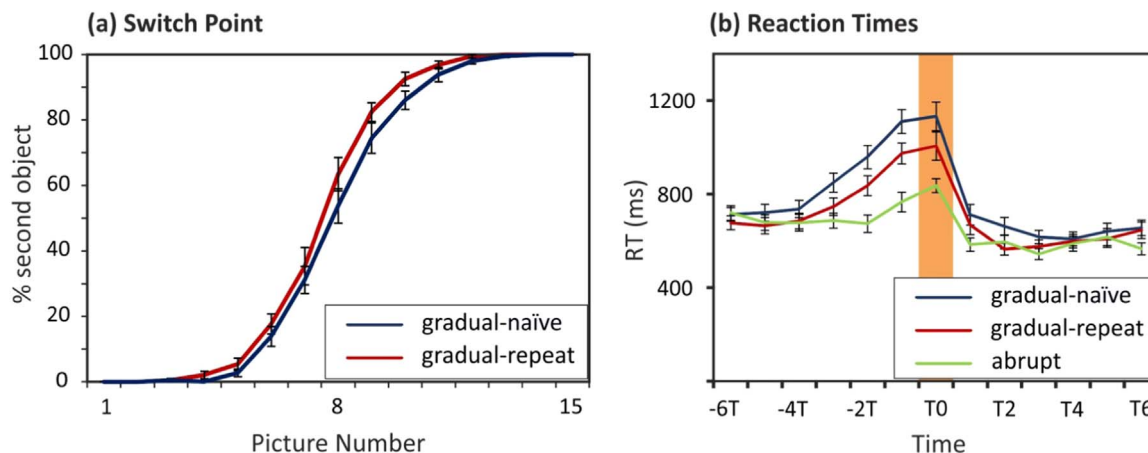 (a) Switch Point
% second object
100
80
60
40
20
0
1
8
15
Picture Number
gradual-naïve
gradual-repeat
(b) Reaction Times
RT (ms)
1200
800
400
-6T
-4T
-2T
T0
T2
T4
T6
Time
gradual-naïve
gradual-repeat
abrupt